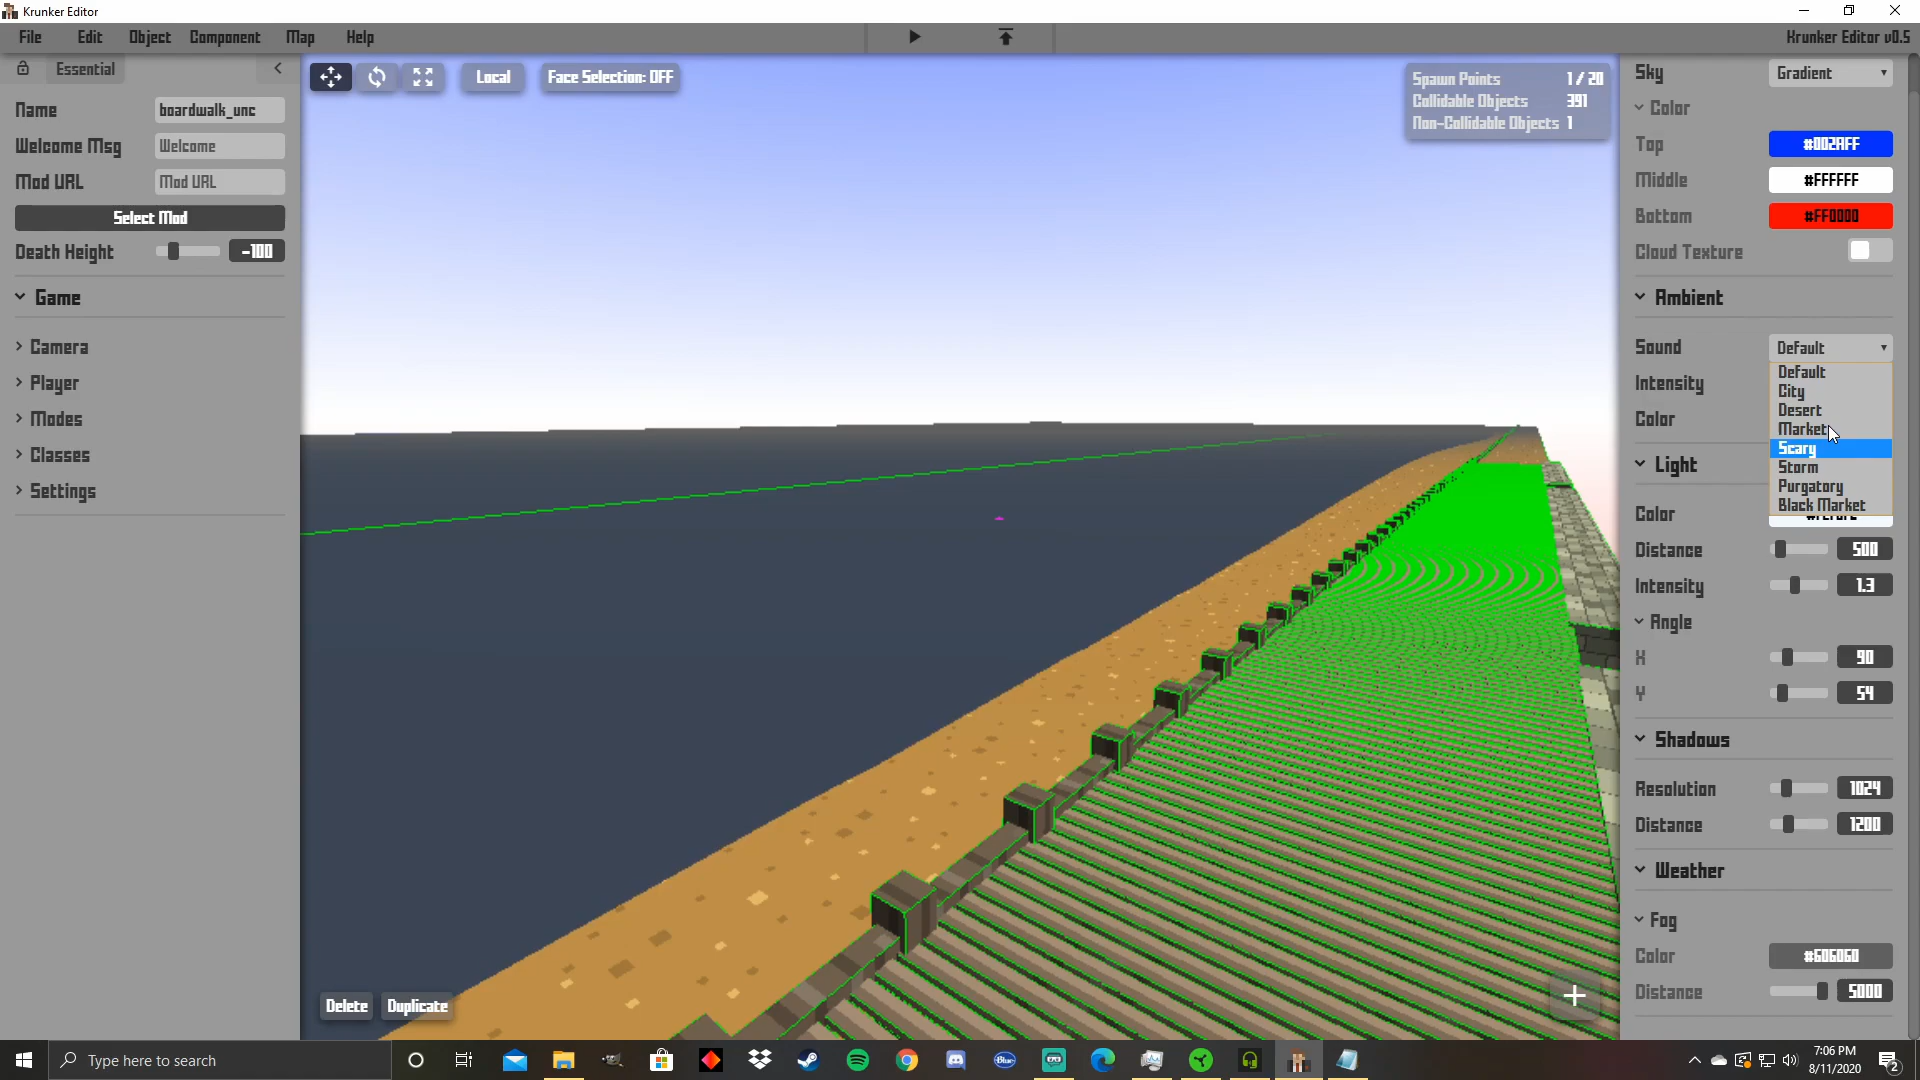 Krunker Editor
File Edit Object Component Map Help
Krunker Editor v0.5
Essential
Name boardwalk_unc
Welcome Msg Welcome
Mod URL Mod URL
Select Mod
Death Height -100
Game
Camera
Player
Modes
Classes
Settings
Local Face Selection: OFF
Spawn Points 1 / 20
Collidable Objects 391
Non-Collidable Objects 1
Delete Duplicate
+
Sky Gradient
Color
Top #002AFF
Middle #FFFFFF
Bottom #FF0000
Cloud Texture
Ambient
Sound Default
Default
City
Desert
Market
Scary
Storm
Purgatory
Black Market
Intensity
Color
Light
Color
Distance 500
Intensity 1.3
Angle
X 90
Y 54
Shadows
Resolution 1024
Distance 1200
Weather
Fog
Color #606060
Distance 5000
Type here to search
7:06 PM
8/11/2020
2